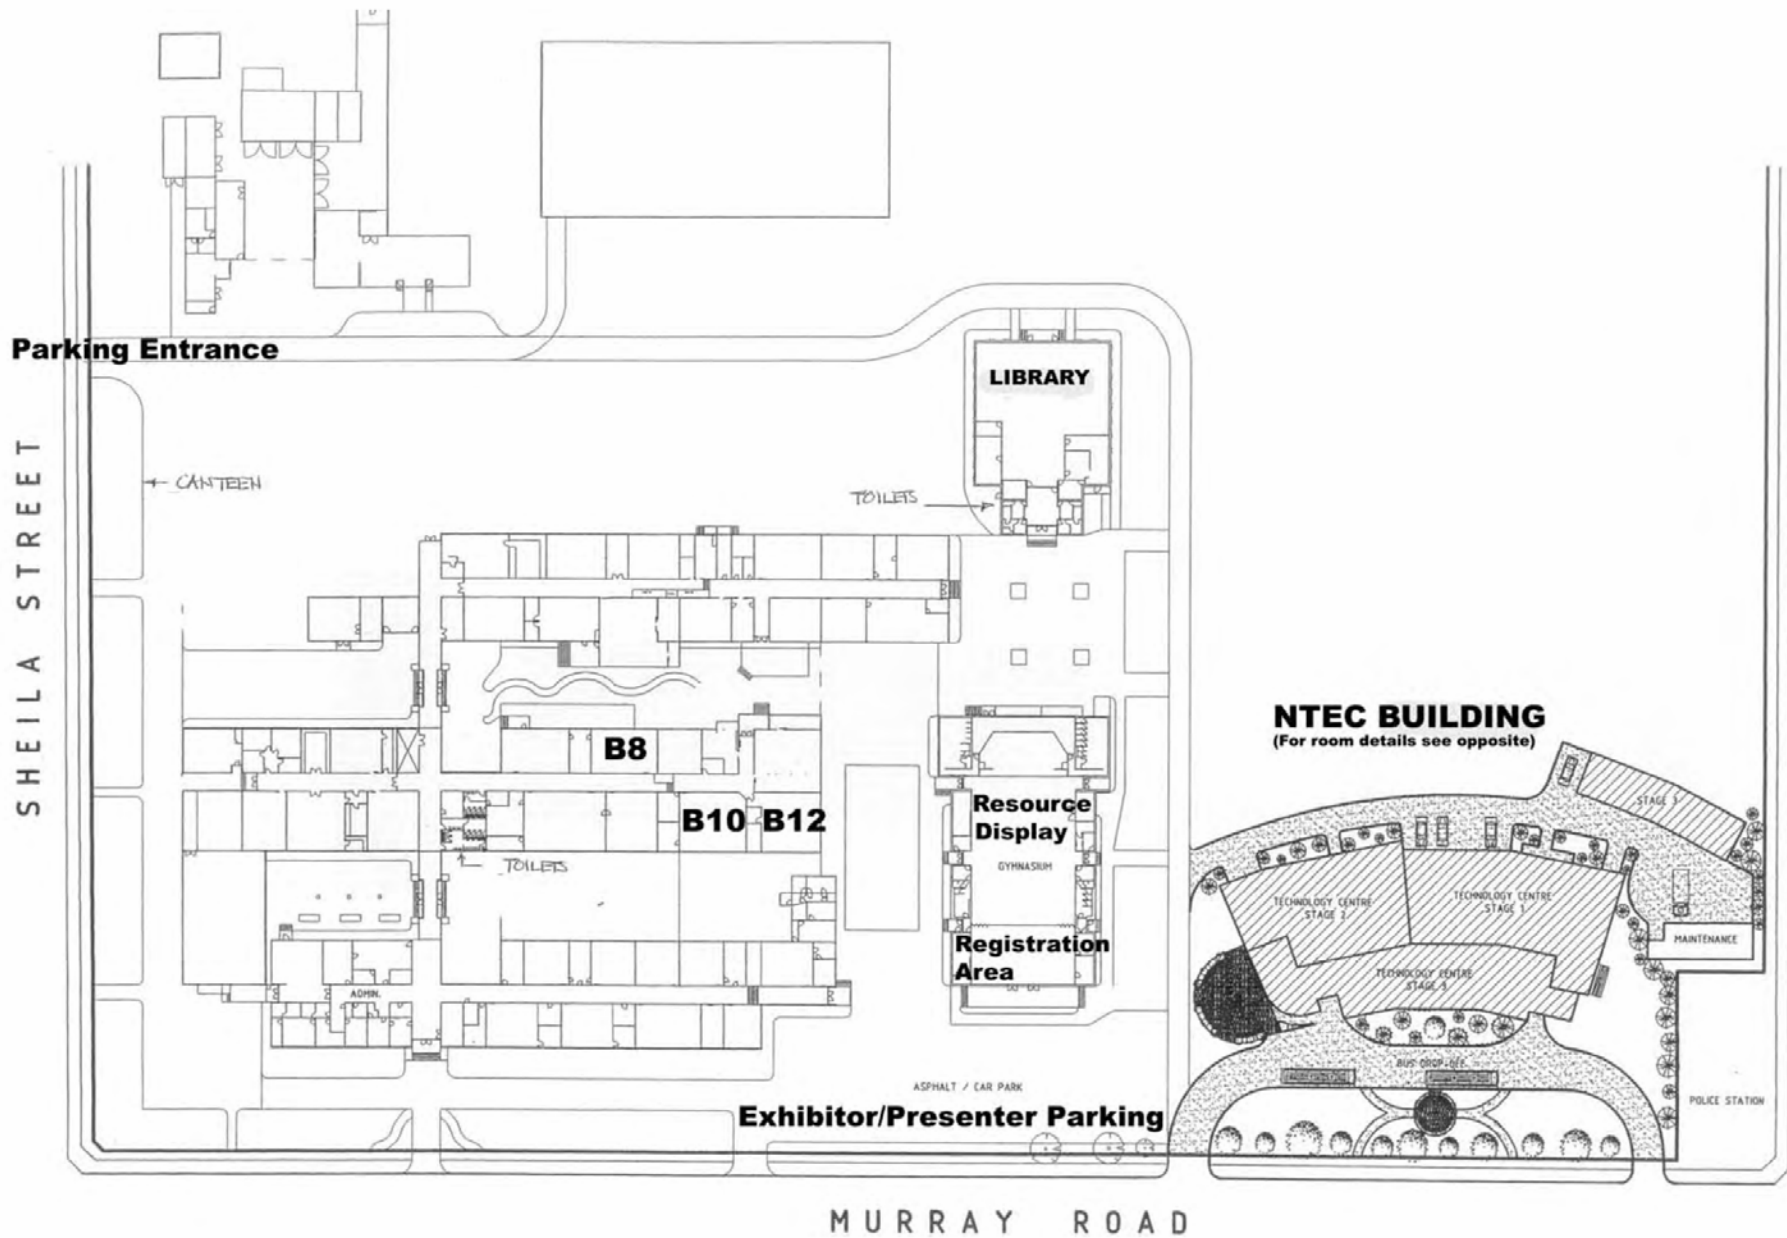 Parking Entrance
LIBRARY
SHEILA STREET
CANTEEN
TOILETS
NTEC BUILDING
(For room details see opposite)
B8
STAGE 3
Resource
Display
B10 B12
GYMNASIUM
TOILETS
TECHNOLOGY CENTRE
STAGE 2
TECHNOLOGY CENTRE
STAGE 1
Registration
Area
MAINTENANCE
TECHNOLOGY CENTRE
STAGE 3
ADMIN.
BUS DROP-OFF
ASPHALT / CAR PARK
Exhibitor/Presenter Parking
POLICE STATION
MURRAY ROAD